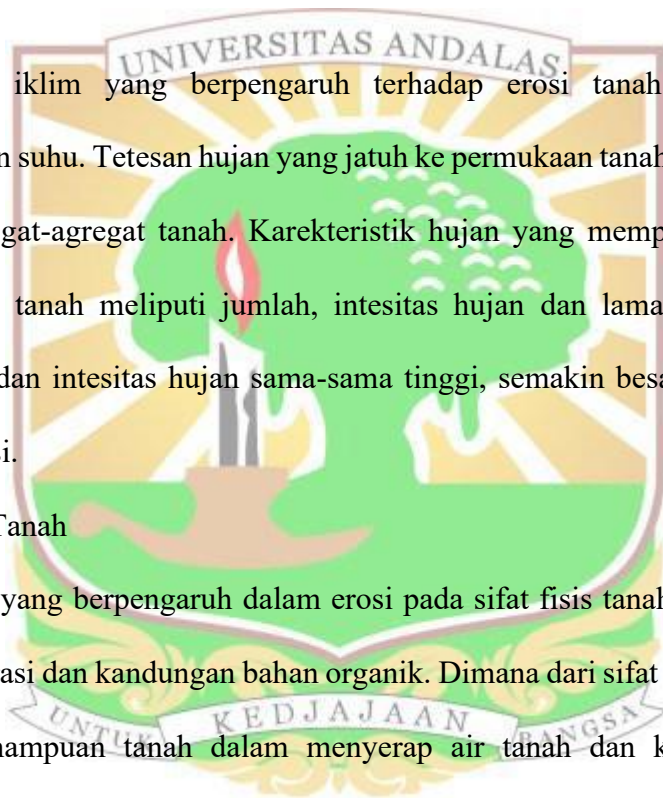 UNIVERSITAS ANDALAS
iklim yang berpengaruh terhadap erosi tanah
n suhu. Tetesan hujan yang jatuh ke permukaan tanah
gat-agregat tanah. Karekteristik hujan yang memp
tanah meliputi jumlah, intesitas hujan dan lama
dan intesitas hujan sama-sama tinggi, semakin besa
si.
Tanah
yang berpengaruh dalam erosi pada sifat fisis tanah
asi dan kandungan bahan organik. Dimana dari sifat
UNTUK KEDJAJAAN BANGSA
nampuan tanah dalam menyerap air tanah dan k